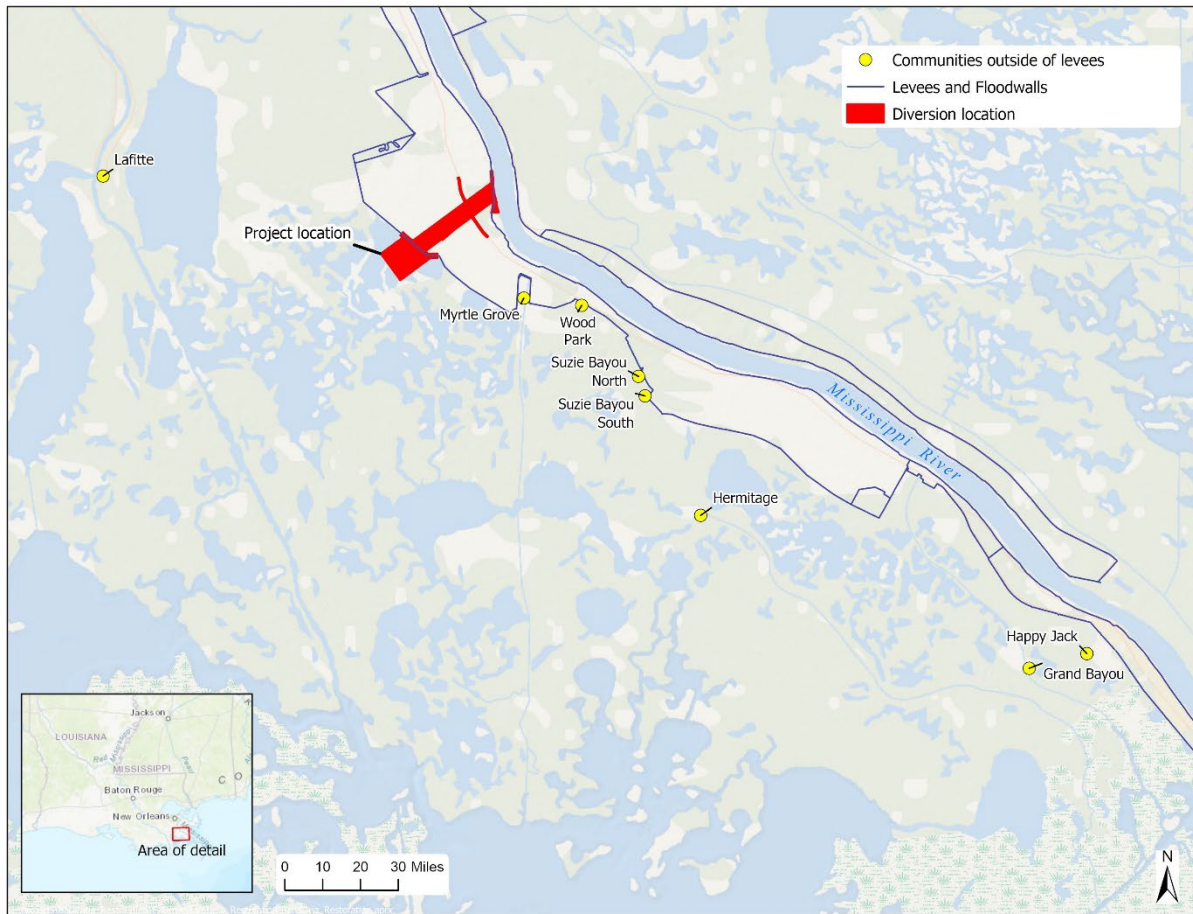 Communities outside of levees
Levees and Floodwalls
Diversion location
Lafitte
Project location
Myrtle Grove
Wood
Park
Suzie Bayou
North
Suzie Bayou
South
Mississippi River
Hermitage
Happy Jack
Grand Bayou
Jackson
LOUISIANA
MISSISSIPPI
Baton Rouge
New Orleans
Area of detail
0 10 20 30 Miles
N